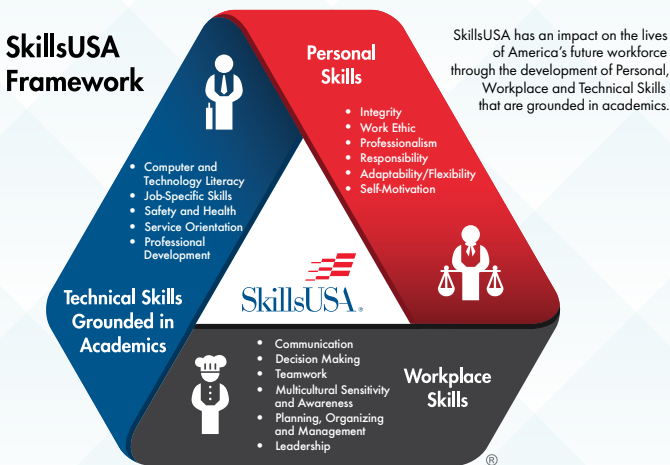 SkillsUSA
Framework
SkillsUSA has an impact on the lives
of America's future workforce
through the development of Personal,
Workplace and Technical Skills
that are grounded in academics.
Personal
Skills
• Integrity
• Work Ethic
• Professionalism
• Responsibility
• Adaptability/Flexibility
• Self-Motivation
• Computer and
Technology Literacy
• Job-Specific Skills
• Safety and Health
• Service Orientation
• Professional
Development
Technical Skills
Grounded in
Academics
SkillsUSA®
• Communication
• Decision Making
• Teamwork
• Multicultural Sensitivity
and Awareness
• Planning, Organizing
and Management
• Leadership
Workplace
Skills
®